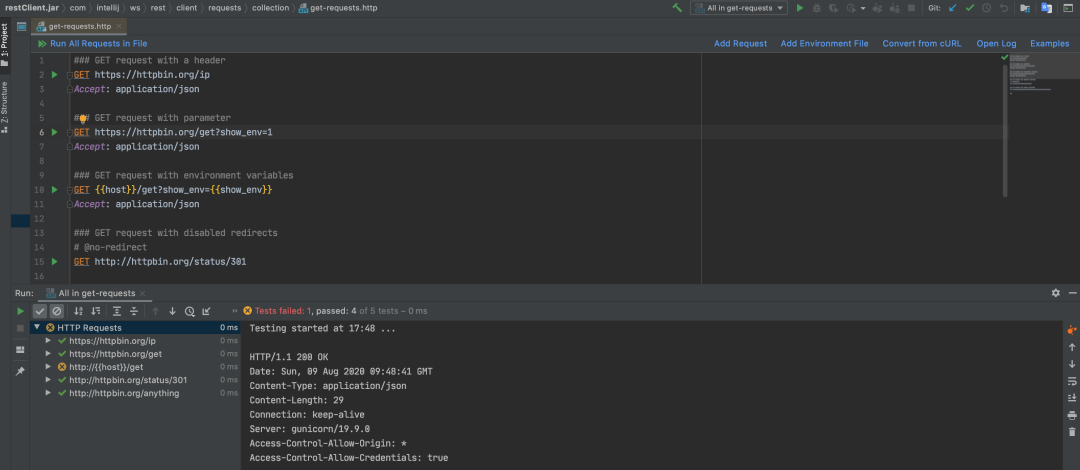 restClient.jar › com › intellij › ws › rest › client › requests › collection › get-requests.http
All in get-requests
Git:
1: Project
Z: Structure
get-requests.http
Run All Requests in File
Add Request Add Environment File Convert from cURL Open Log Examples
1 ### GET request with a header
2 GET https://httpbin.org/ip
3 Accept: application/json
4
5 ### GET request with parameter
6 GET https://httpbin.org/get?show_env=1
7 Accept: application/json
8
9 ### GET request with environment variables
10 GET {{host}}/get?show_env={{show_env}}
11 Accept: application/json
12
13 ### GET request with disabled redirects
14 # @no-redirect
15 GET http://httpbin.org/status/301
16
Run: All in get-requests
Tests failed: 1, passed: 4 of 5 tests – 0 ms
HTTP Requests 0 ms
https://httpbin.org/ip 0 ms
https://httpbin.org/get 0 ms
http://{{host}}/get 0 ms
http://httpbin.org/status/301 0 ms
http://httpbin.org/anything 0 ms
Testing started at 17:48 ...
HTTP/1.1 200 OK
Date: Sun, 09 Aug 2020 09:48:41 GMT
Content-Type: application/json
Content-Length: 29
Connection: keep-alive
Server: gunicorn/19.9.0
Access-Control-Allow-Origin: *
Access-Control-Allow-Credentials: true